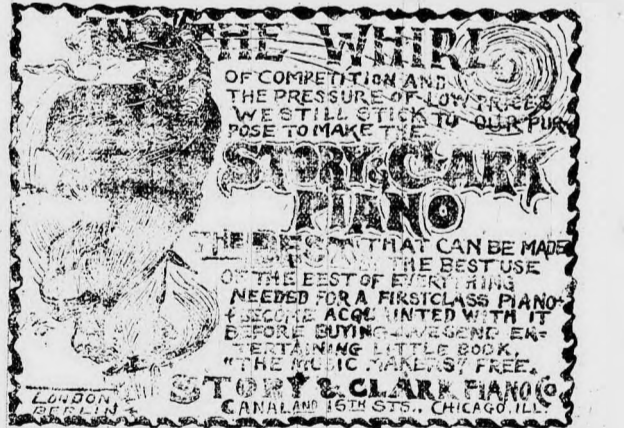 IN THE WHIRL
OF COMPETITION AND
THE PRESSURE OF LOW PRICES
WE STILL STICK TO OUR PUR-
POSE TO MAKE THE
STORY & CLARK
PIANO
THE BEST THAT CAN BE MADE
THE BEST USE
OF THE BEST OF EVERYTHING
NEEDED FOR A FIRSTCLASS PIANO
& BECOME ACQUAINTED WITH IT
BEFORE BUYING WE SEND EN-
TERTAINING LITTLE BOOK,
"THE MUSIC MAKERS" FREE.
THE STORY & CLARK PIANO Co.
CANAL AND 16TH STS., CHICAGO. ILL.
LONDON
BERLIN